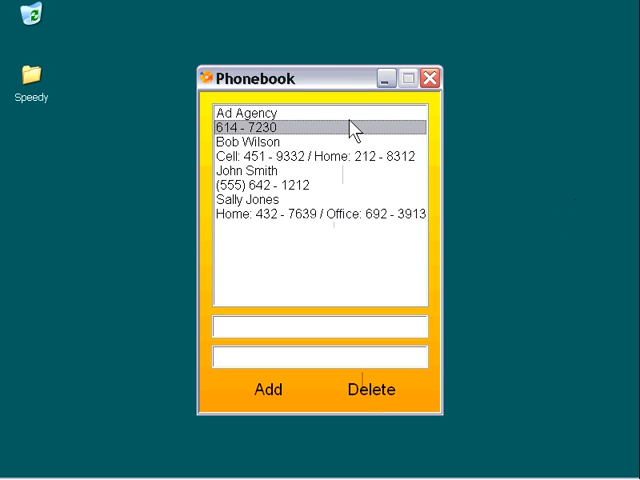 Phonebook
Speedy
Ad Agency
614 - 7230
Bob Wilson
Cell: 451 - 9332 / Home: 212 - 8312
John Smith
(555) 642 - 1212
Sally Jones
Home: 432 - 7639 / Office: 692 - 3913
Add
Delete